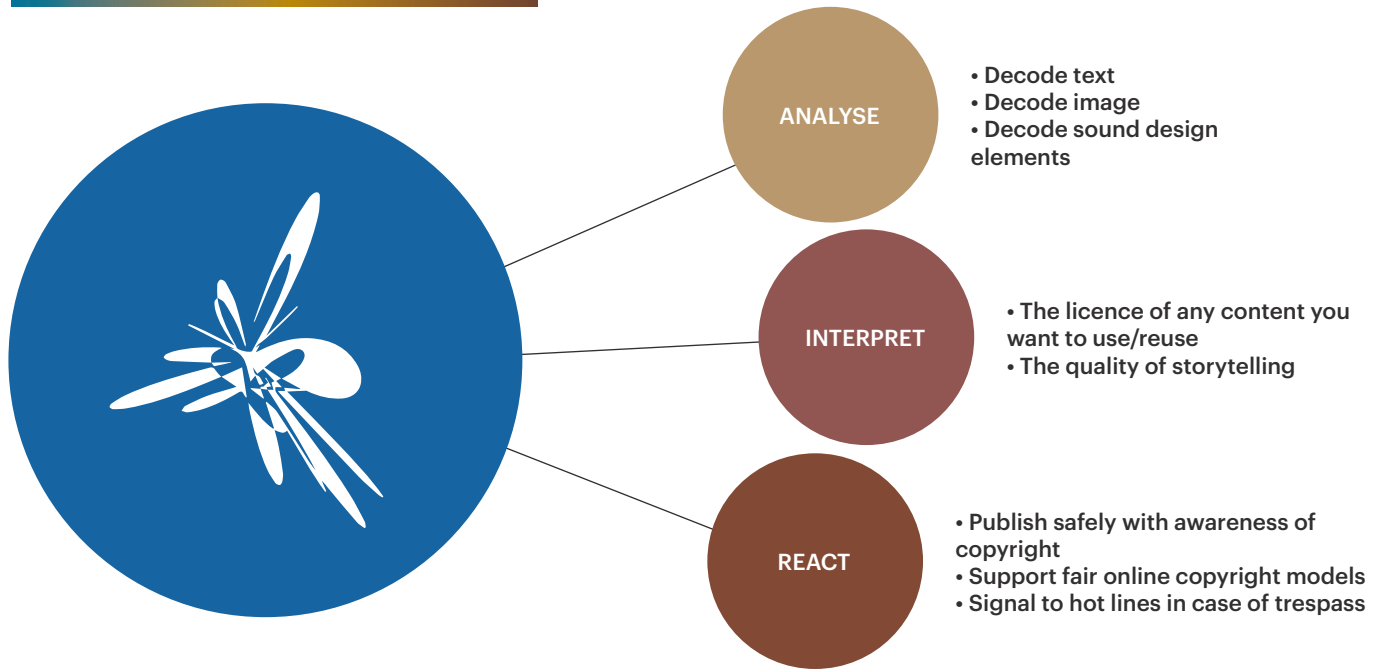 ANALYSE
• Decode text
• Decode image
• Decode sound design
elements
INTERPRET
• The licence of any content you
want to use/reuse
• The quality of storytelling
REACT
• Publish safely with awareness of
copyright
• Support fair online copyright models
• Signal to hot lines in case of trespass